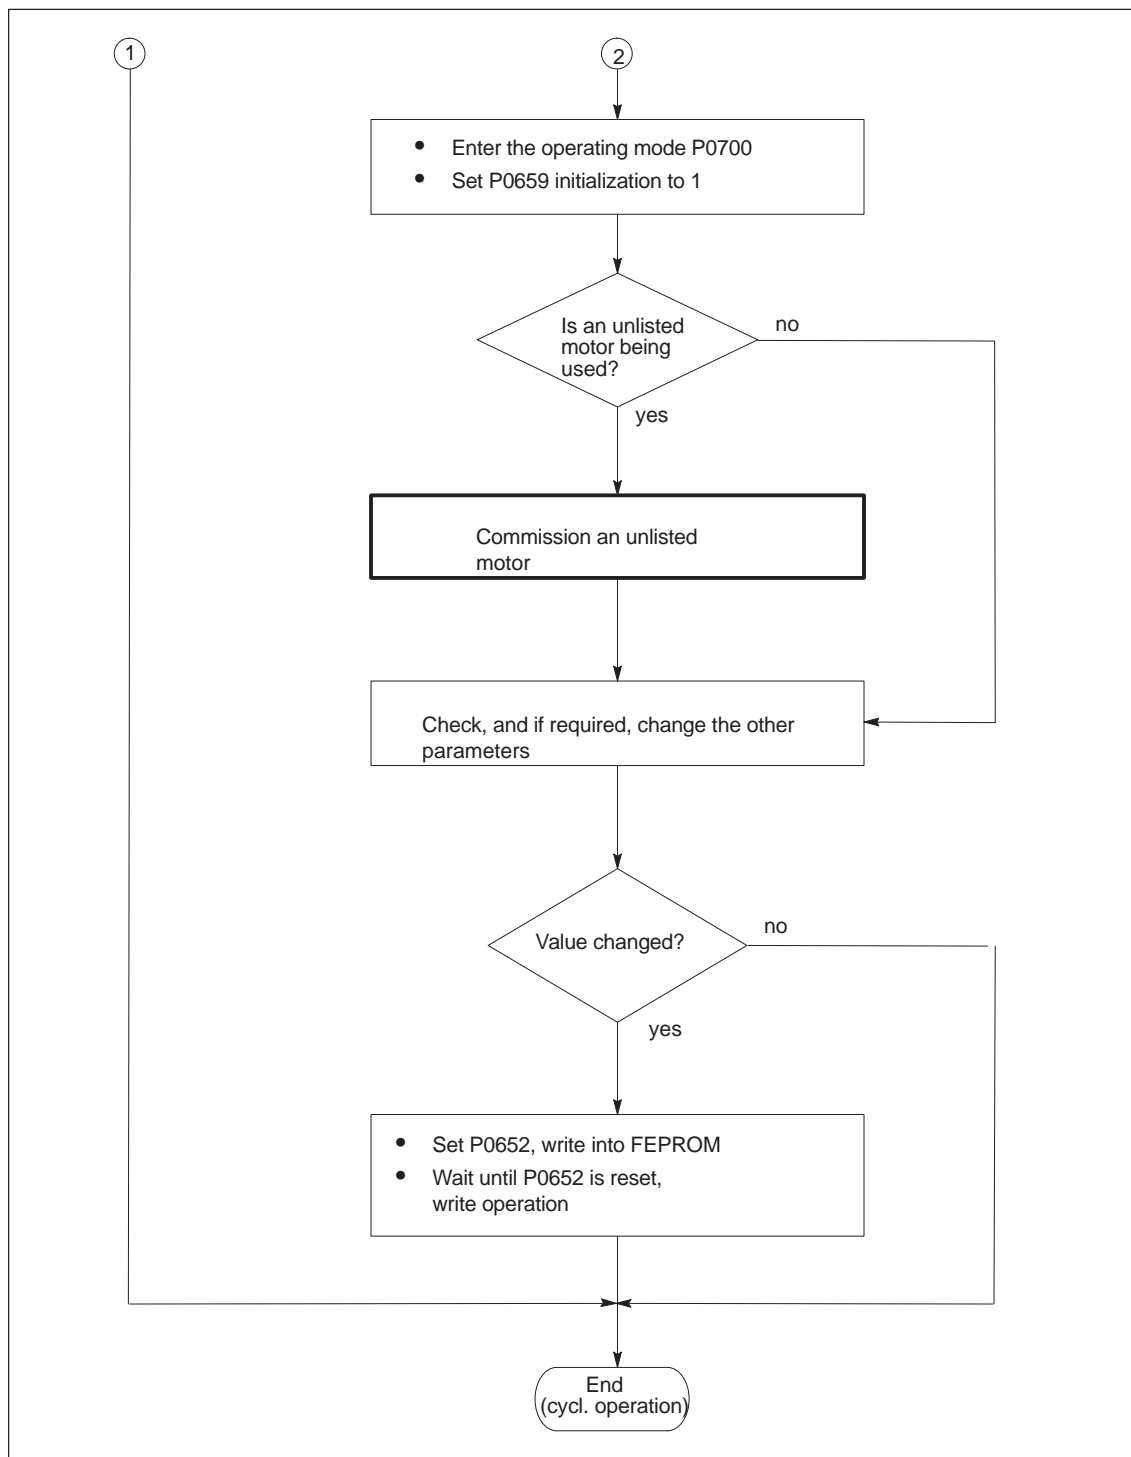 1
2
• Enter the operating mode P0700
• Set P0659 initialization to 1
Is an unlisted
motor being
used?
no
yes
Commission an unlisted
motor
Check, and if required, change the other
parameters
Value changed?
no
yes
• Set P0652, write into FEPROM
• Wait until P0652 is reset,
write operation
End
(cycl. operation)